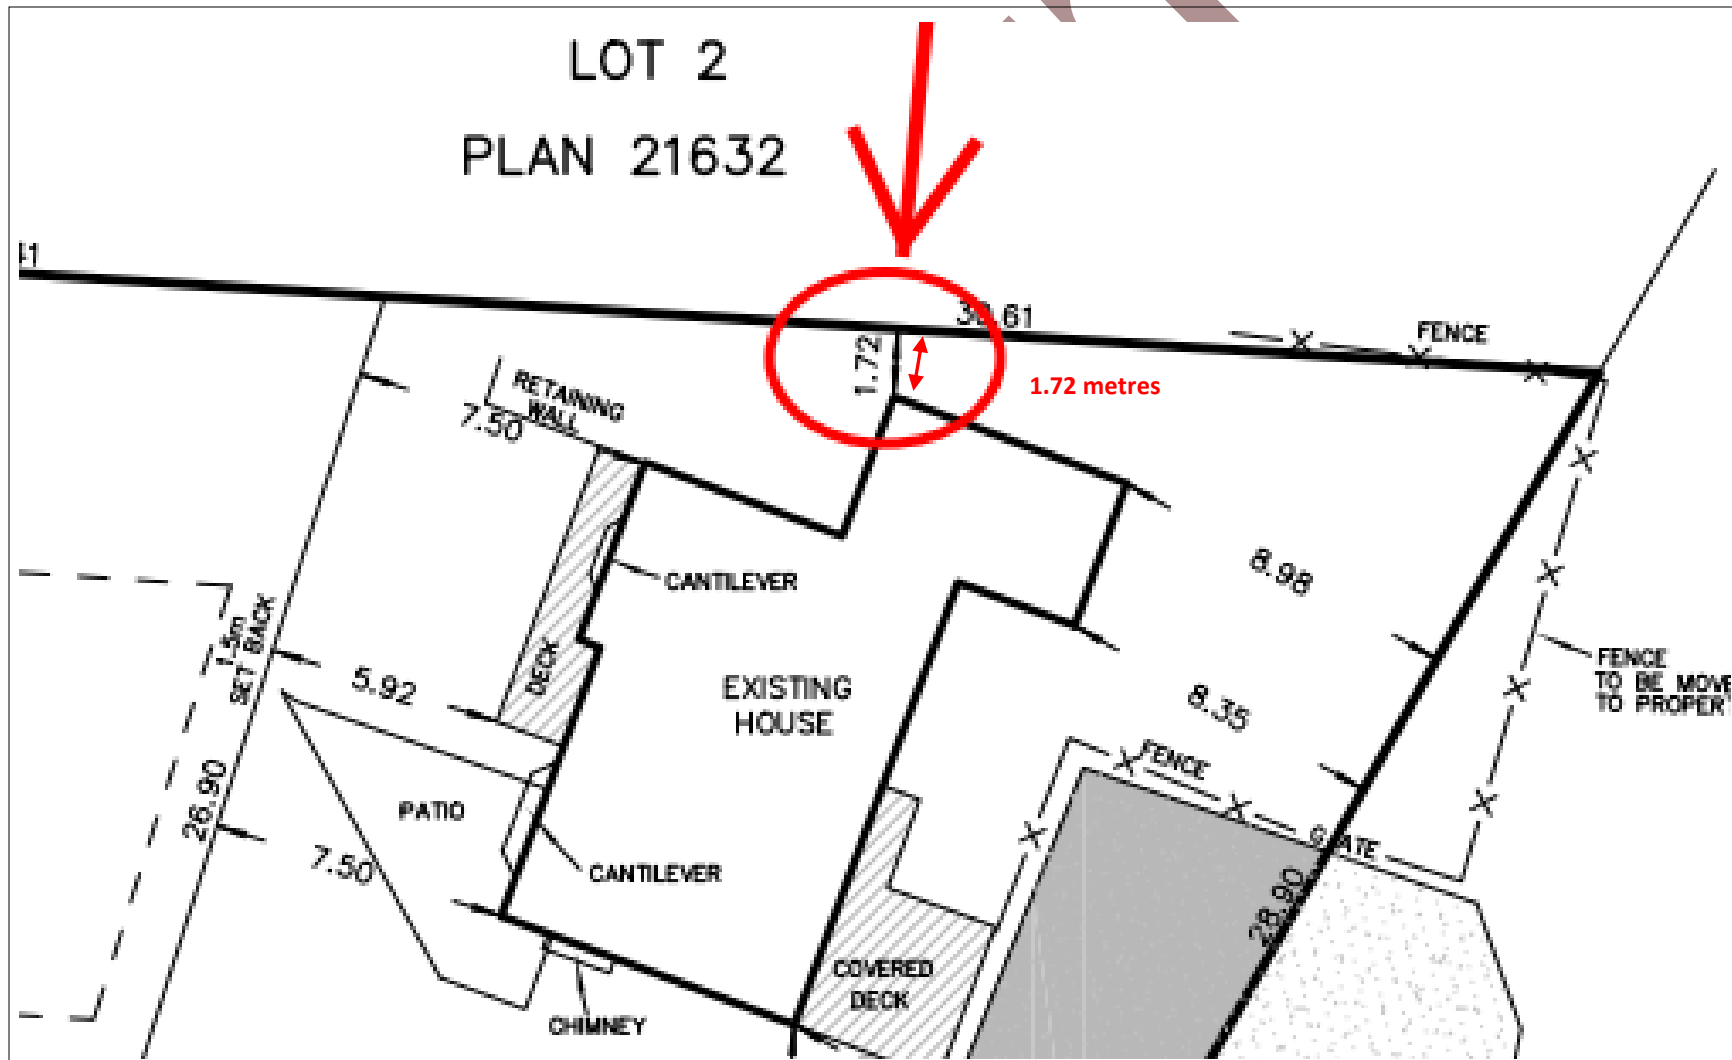 LOT 2
PLAN 21632
41
30.61
FENCE
1.72
1.72 metres
RETAINING
WALL
7.50
CANTILEVER
8.98
1.5m
SET BACK
DECK
5.92
EXISTING
HOUSE
8.35
FENCE
TO BE MOVE
TO PROPER
FENCE
GATE
26.90
PATIO
7.50
CANTILEVER
28.90
COVERED
DECK
CHIMNEY